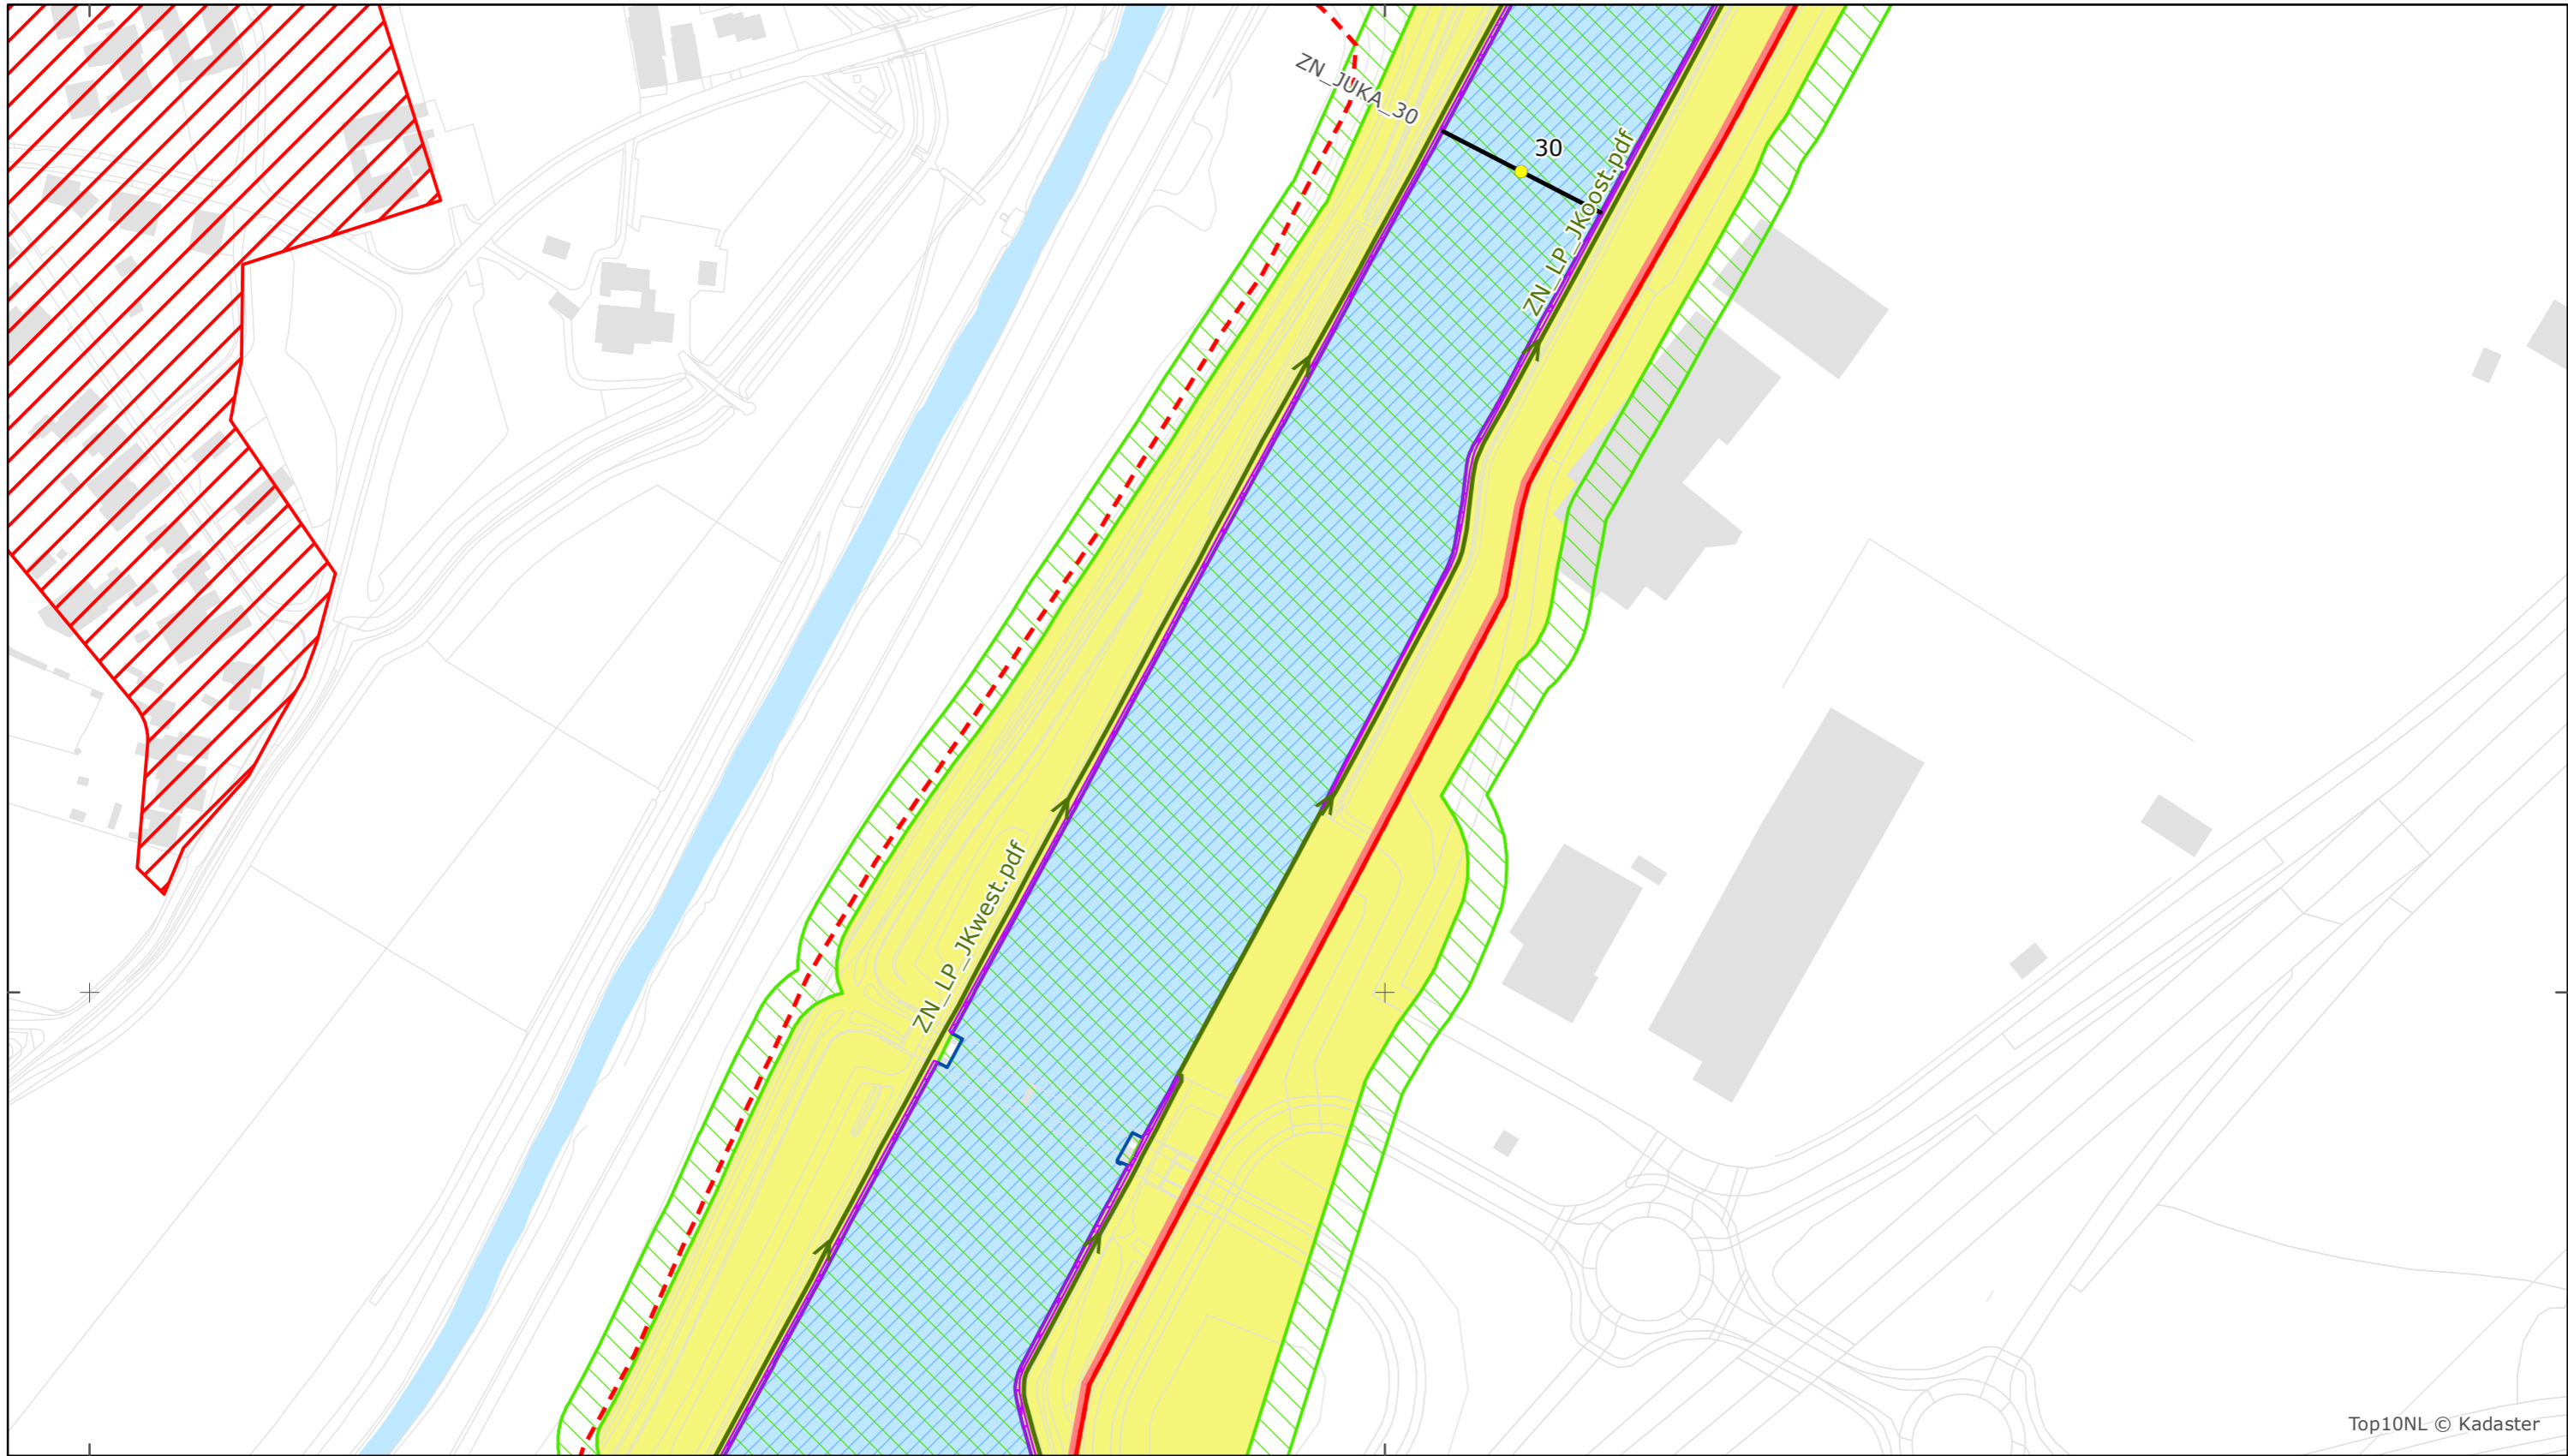 ZN_JUKA_30
30
ZN_LP_JKoost.pdf
ZN_LP_JKwest.pdf
Top10NL © Kadaster